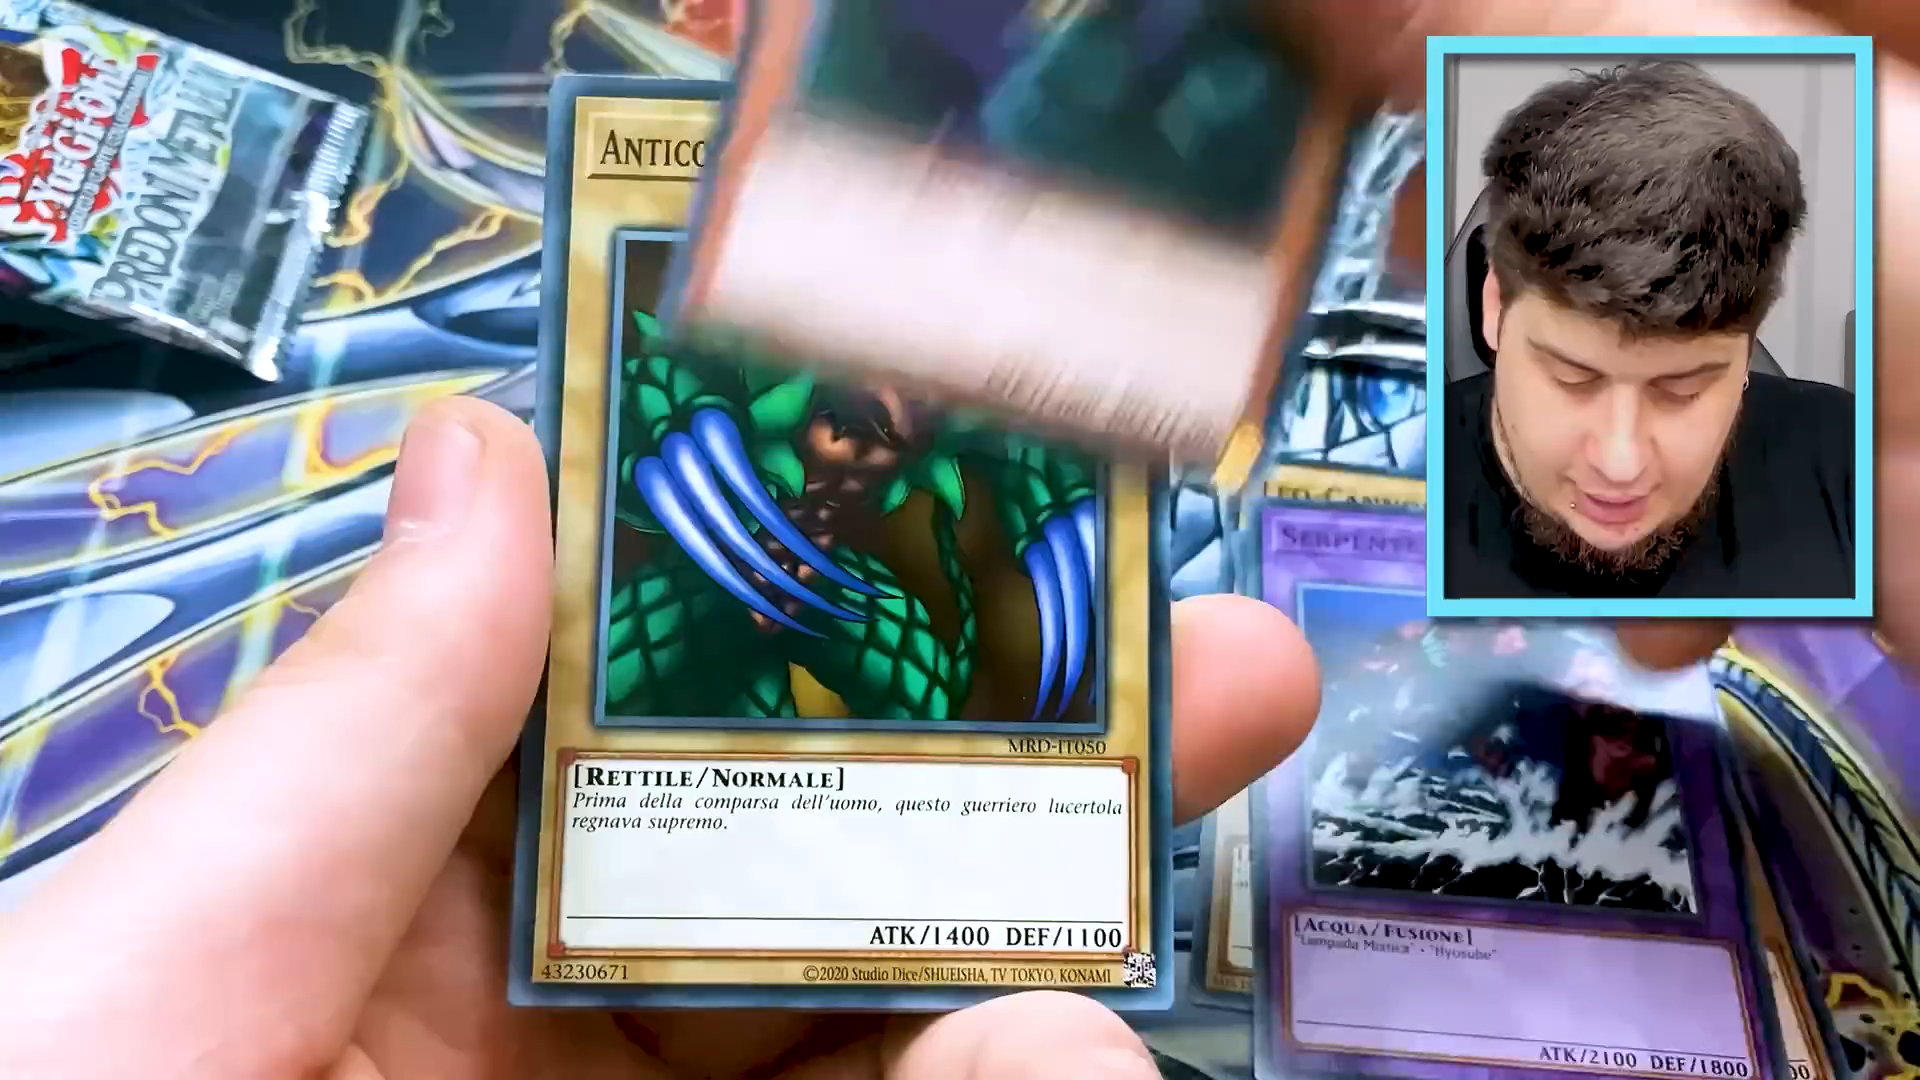 YU-GI-OH!
PREDONI METALLICI
ANTICO
MRD-IT050
[RETTILE/NORMALE]
Prima della comparsa dell'uomo, questo guerriero lucertola
regnava supremo.
ATK/1400 DEF/1100
43230671
©2020 Studio Dice/SHUEISHA, TV TOKYO, KONAMI
SERPENTE
[ACQUA/FUSIONE]
"Lampada Mistica" • "Hyosube"
ATK/2100 DEF/1800
00